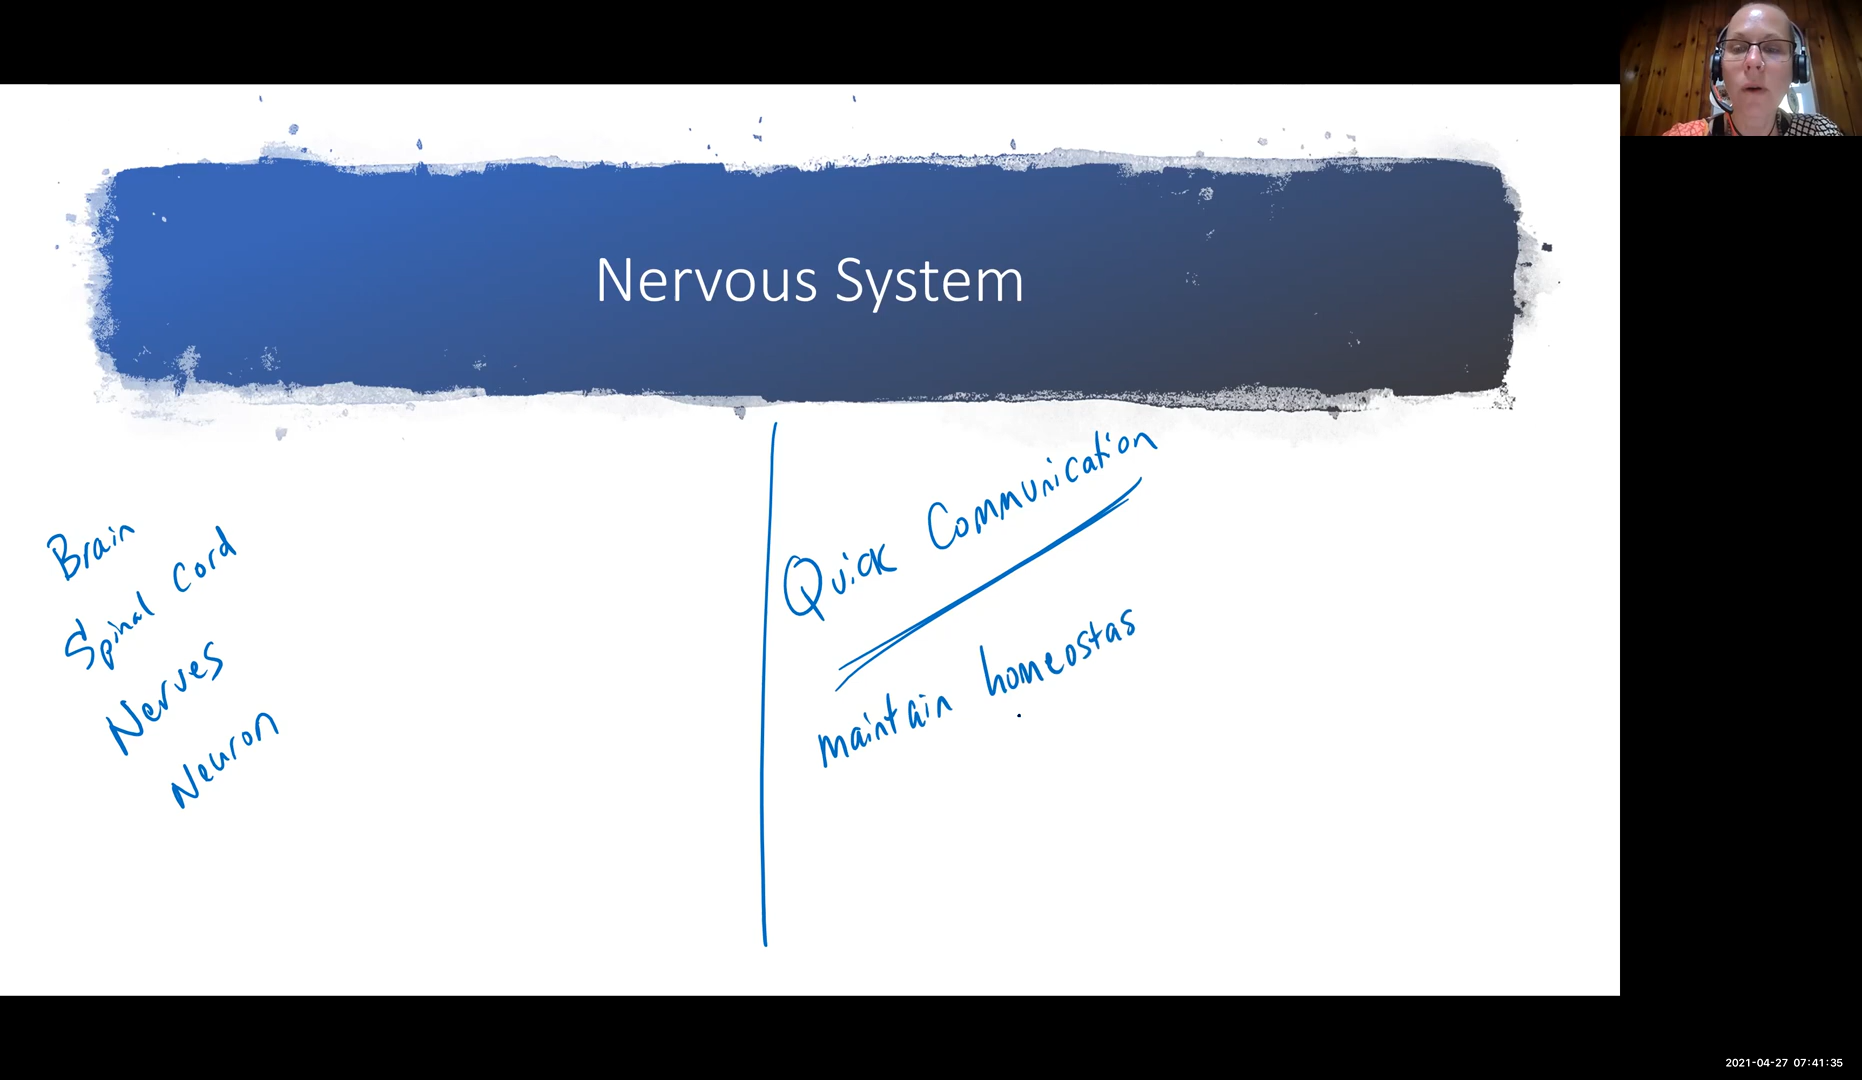 Nervous System
Brain
Spinal Cord
Nerves
Neuron
Quick Communication
maintain homeostas
2021-04-27 07:41:35